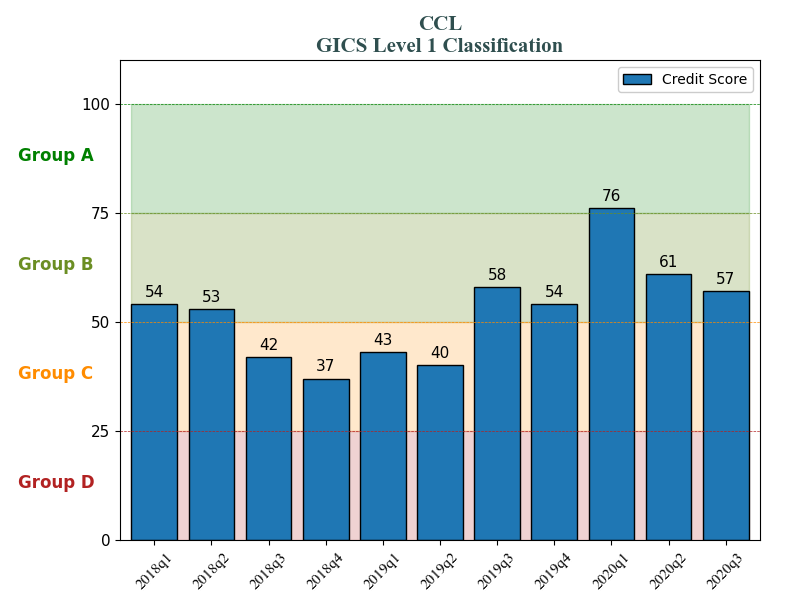 CCL
GICS Level 1 Classification
Credit Score
100
Group A
76
75
Group B
61
58
57
54
53
54
50
43
42
40
37
Group C
25
Group D
0
2018q1 2018q2 2018q3 2018q4 2019q1 2019q2 2019q3 2019q4 2020q1 2020q2 2020q3